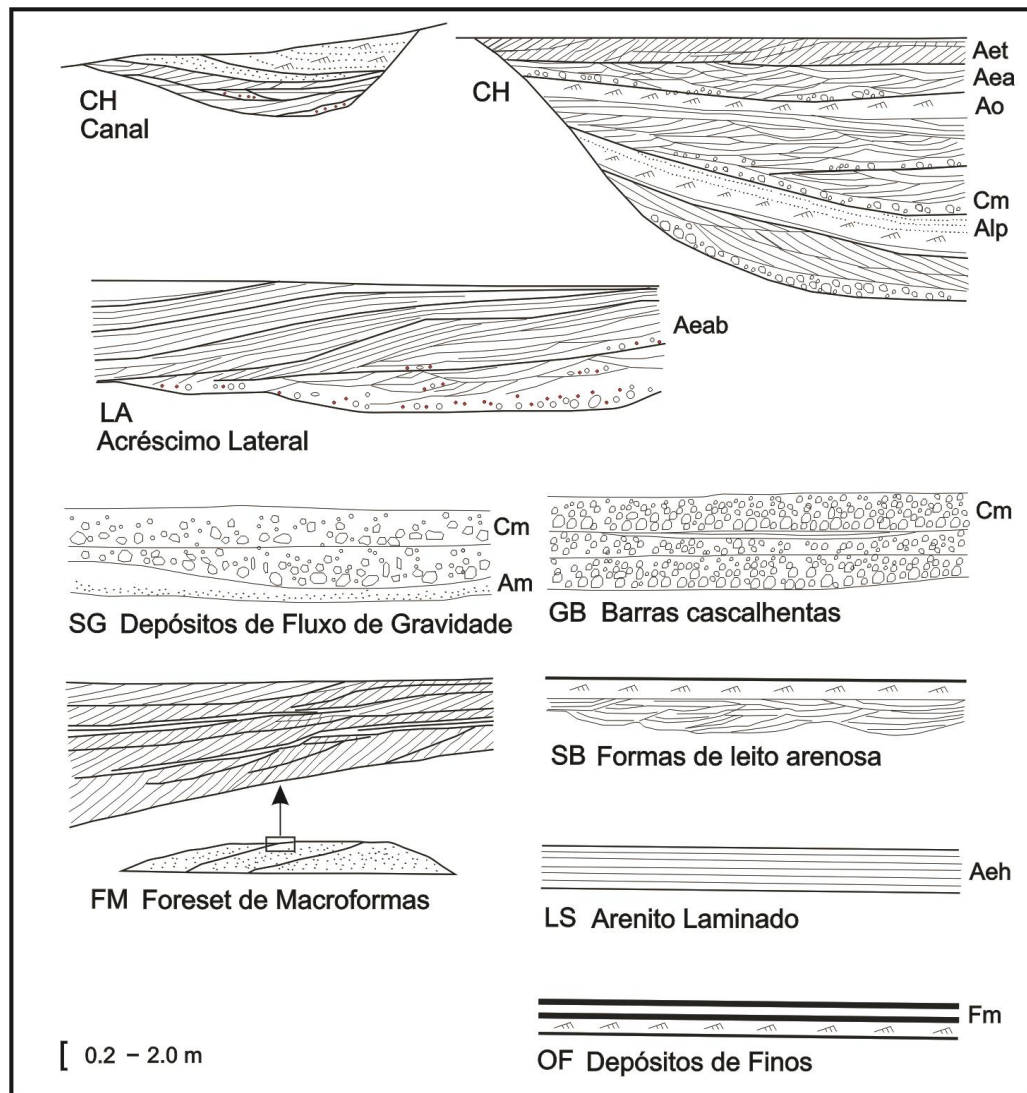 CH
Canal
CH
Aet
Aea
Ao
Cm
Alp
Aeab
LA
Acréscimo Lateral
Cm
Am
SG Depósitos de Fluxo de Gravidade
Cm
GB Barras cascalhentas
FM Foreset de Macroformas
SB Formas de leito arenosa
Aeh
LS Arenito Laminado
Fm
OF Depósitos de Finos
[ 0.2 – 2.0 m